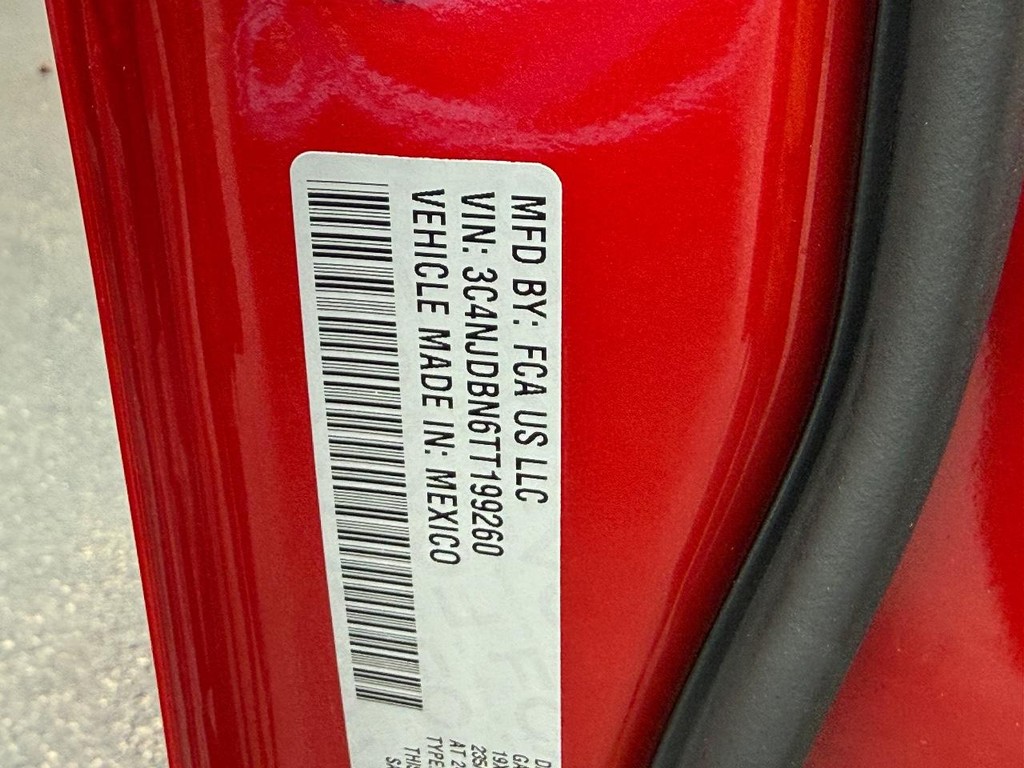 MFD BY: FCA US LLC
VIN: 3C4NJDBN6TT199260
VEHICLE MADE IN: MEXICO